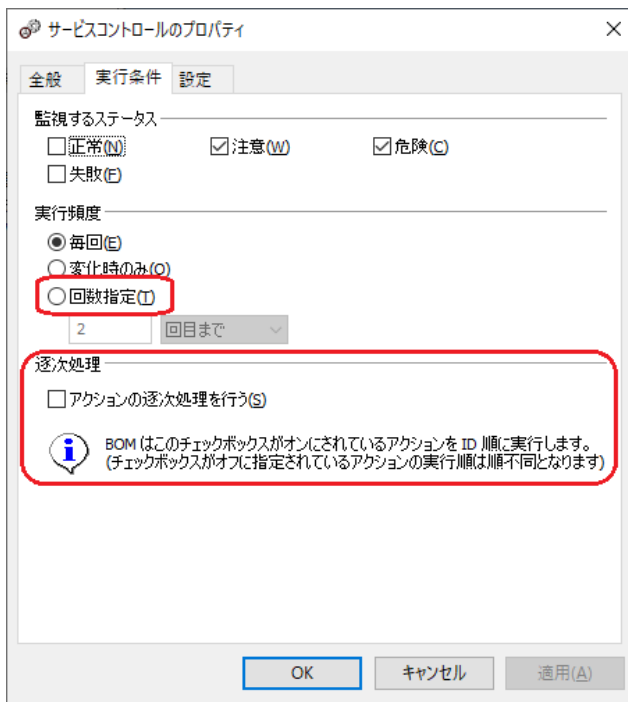 サービスコントロールのプロパティ
全般 実行条件 設定
監視するステータス
正常(N) 注意(W) 危険(C)
失敗(F)
実行頻度
毎回(E)
変化時のみ(O)
回数指定(T)
2 回目まで
逐次処理
アクションの逐次処理を行う(S)
BOM はこのチェックボックスがオンにされているアクションを ID 順に実行します。
(チェックボックスがオフに指定されているアクションの実行順は順不同となります)
OK キャンセル 適用(A)